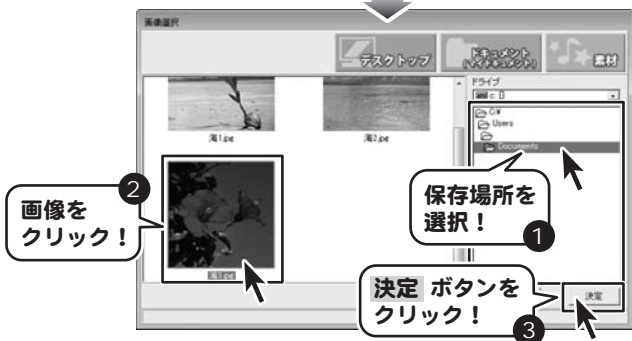 画像選択
デスクトップ
ドキュメント
(マイドキュメント)
素材
ドライブ
c: []
C:¥
Users
Documents
海1.jpg
海2.jpg
2
画像を
クリック！
保存場所を
選択！
1
決定 ボタンを
クリック！
3
決定